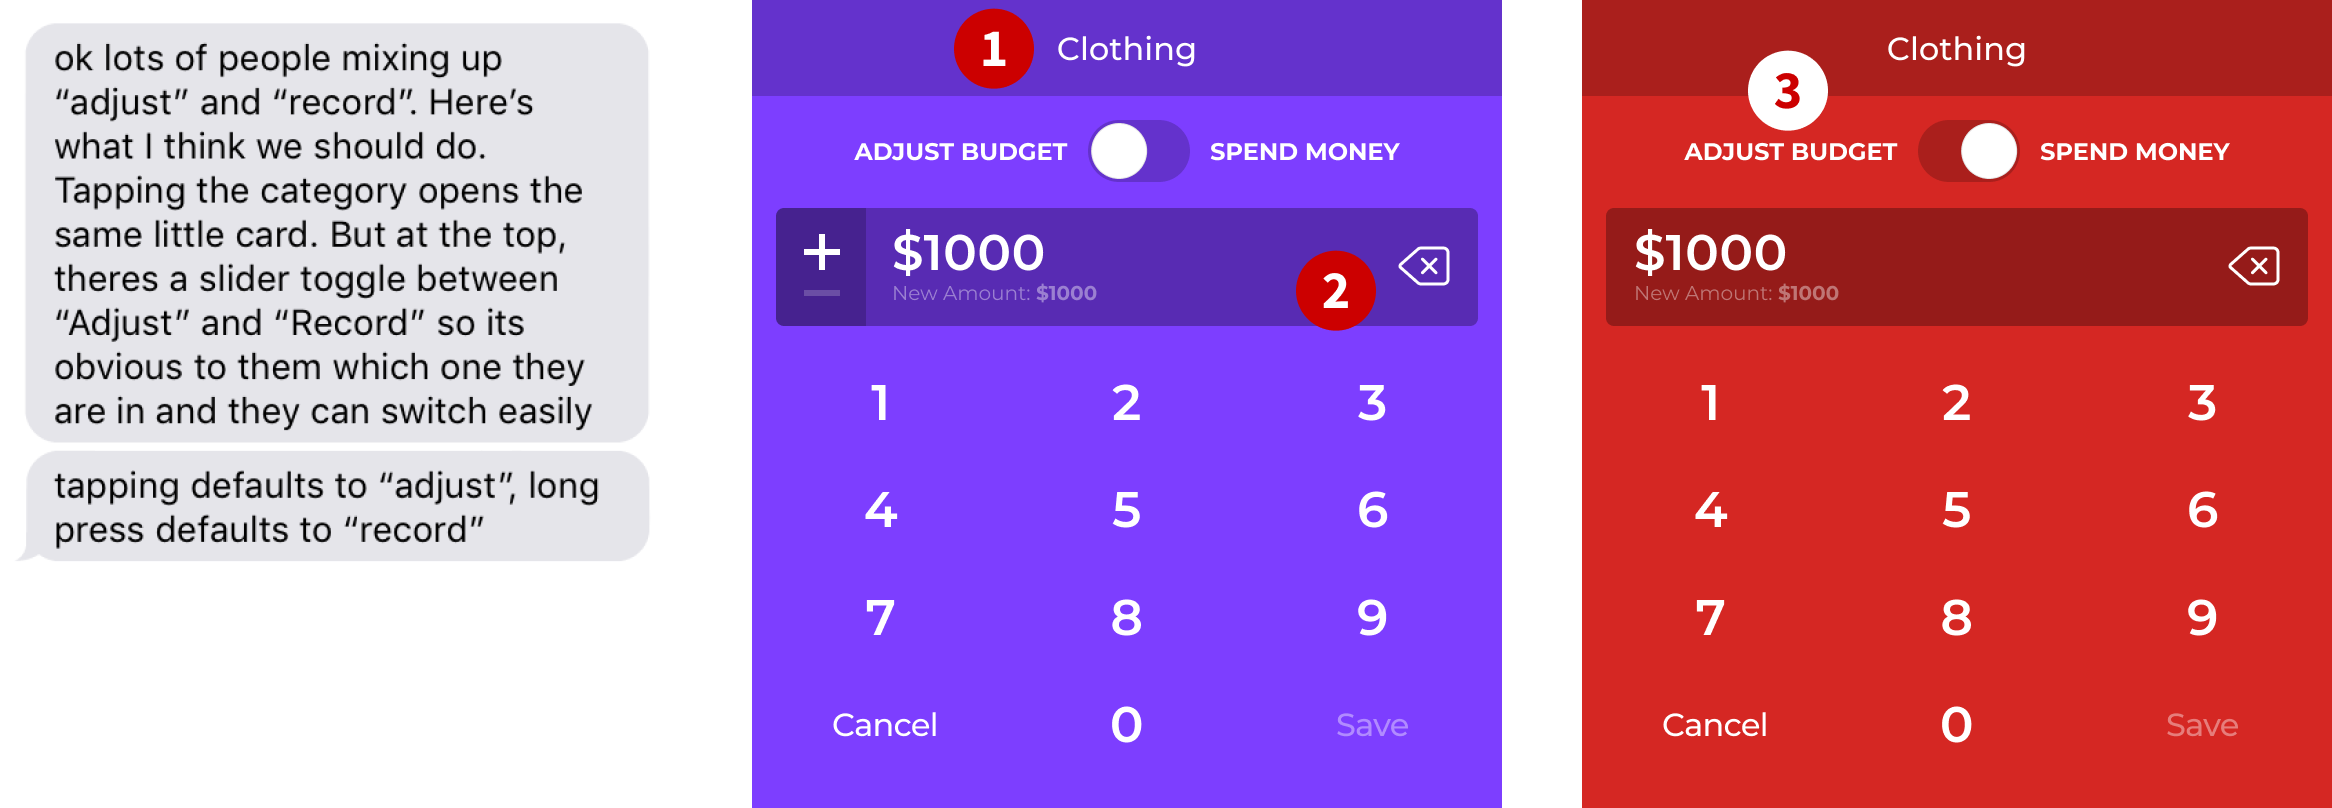 ok lots of people mixing up
“adjust” and “record”. Here’s
what I think we should do.
Tapping the category opens the
same little card. But at the top,
theres a slider toggle between
“Adjust” and “Record” so its
obvious to them which one they
are in and they can switch easily
tapping defaults to “adjust”, long
press defaults to “record”
1 Clothing
ADJUST BUDGET SPEND MONEY
+ $1000
− New Amount: $1000
2
1 2 3
4 5 6
7 8 9
Cancel 0 Save
Clothing
3
ADJUST BUDGET SPEND MONEY
$1000
New Amount: $1000
1 2 3
4 5 6
7 8 9
Cancel 0 Save